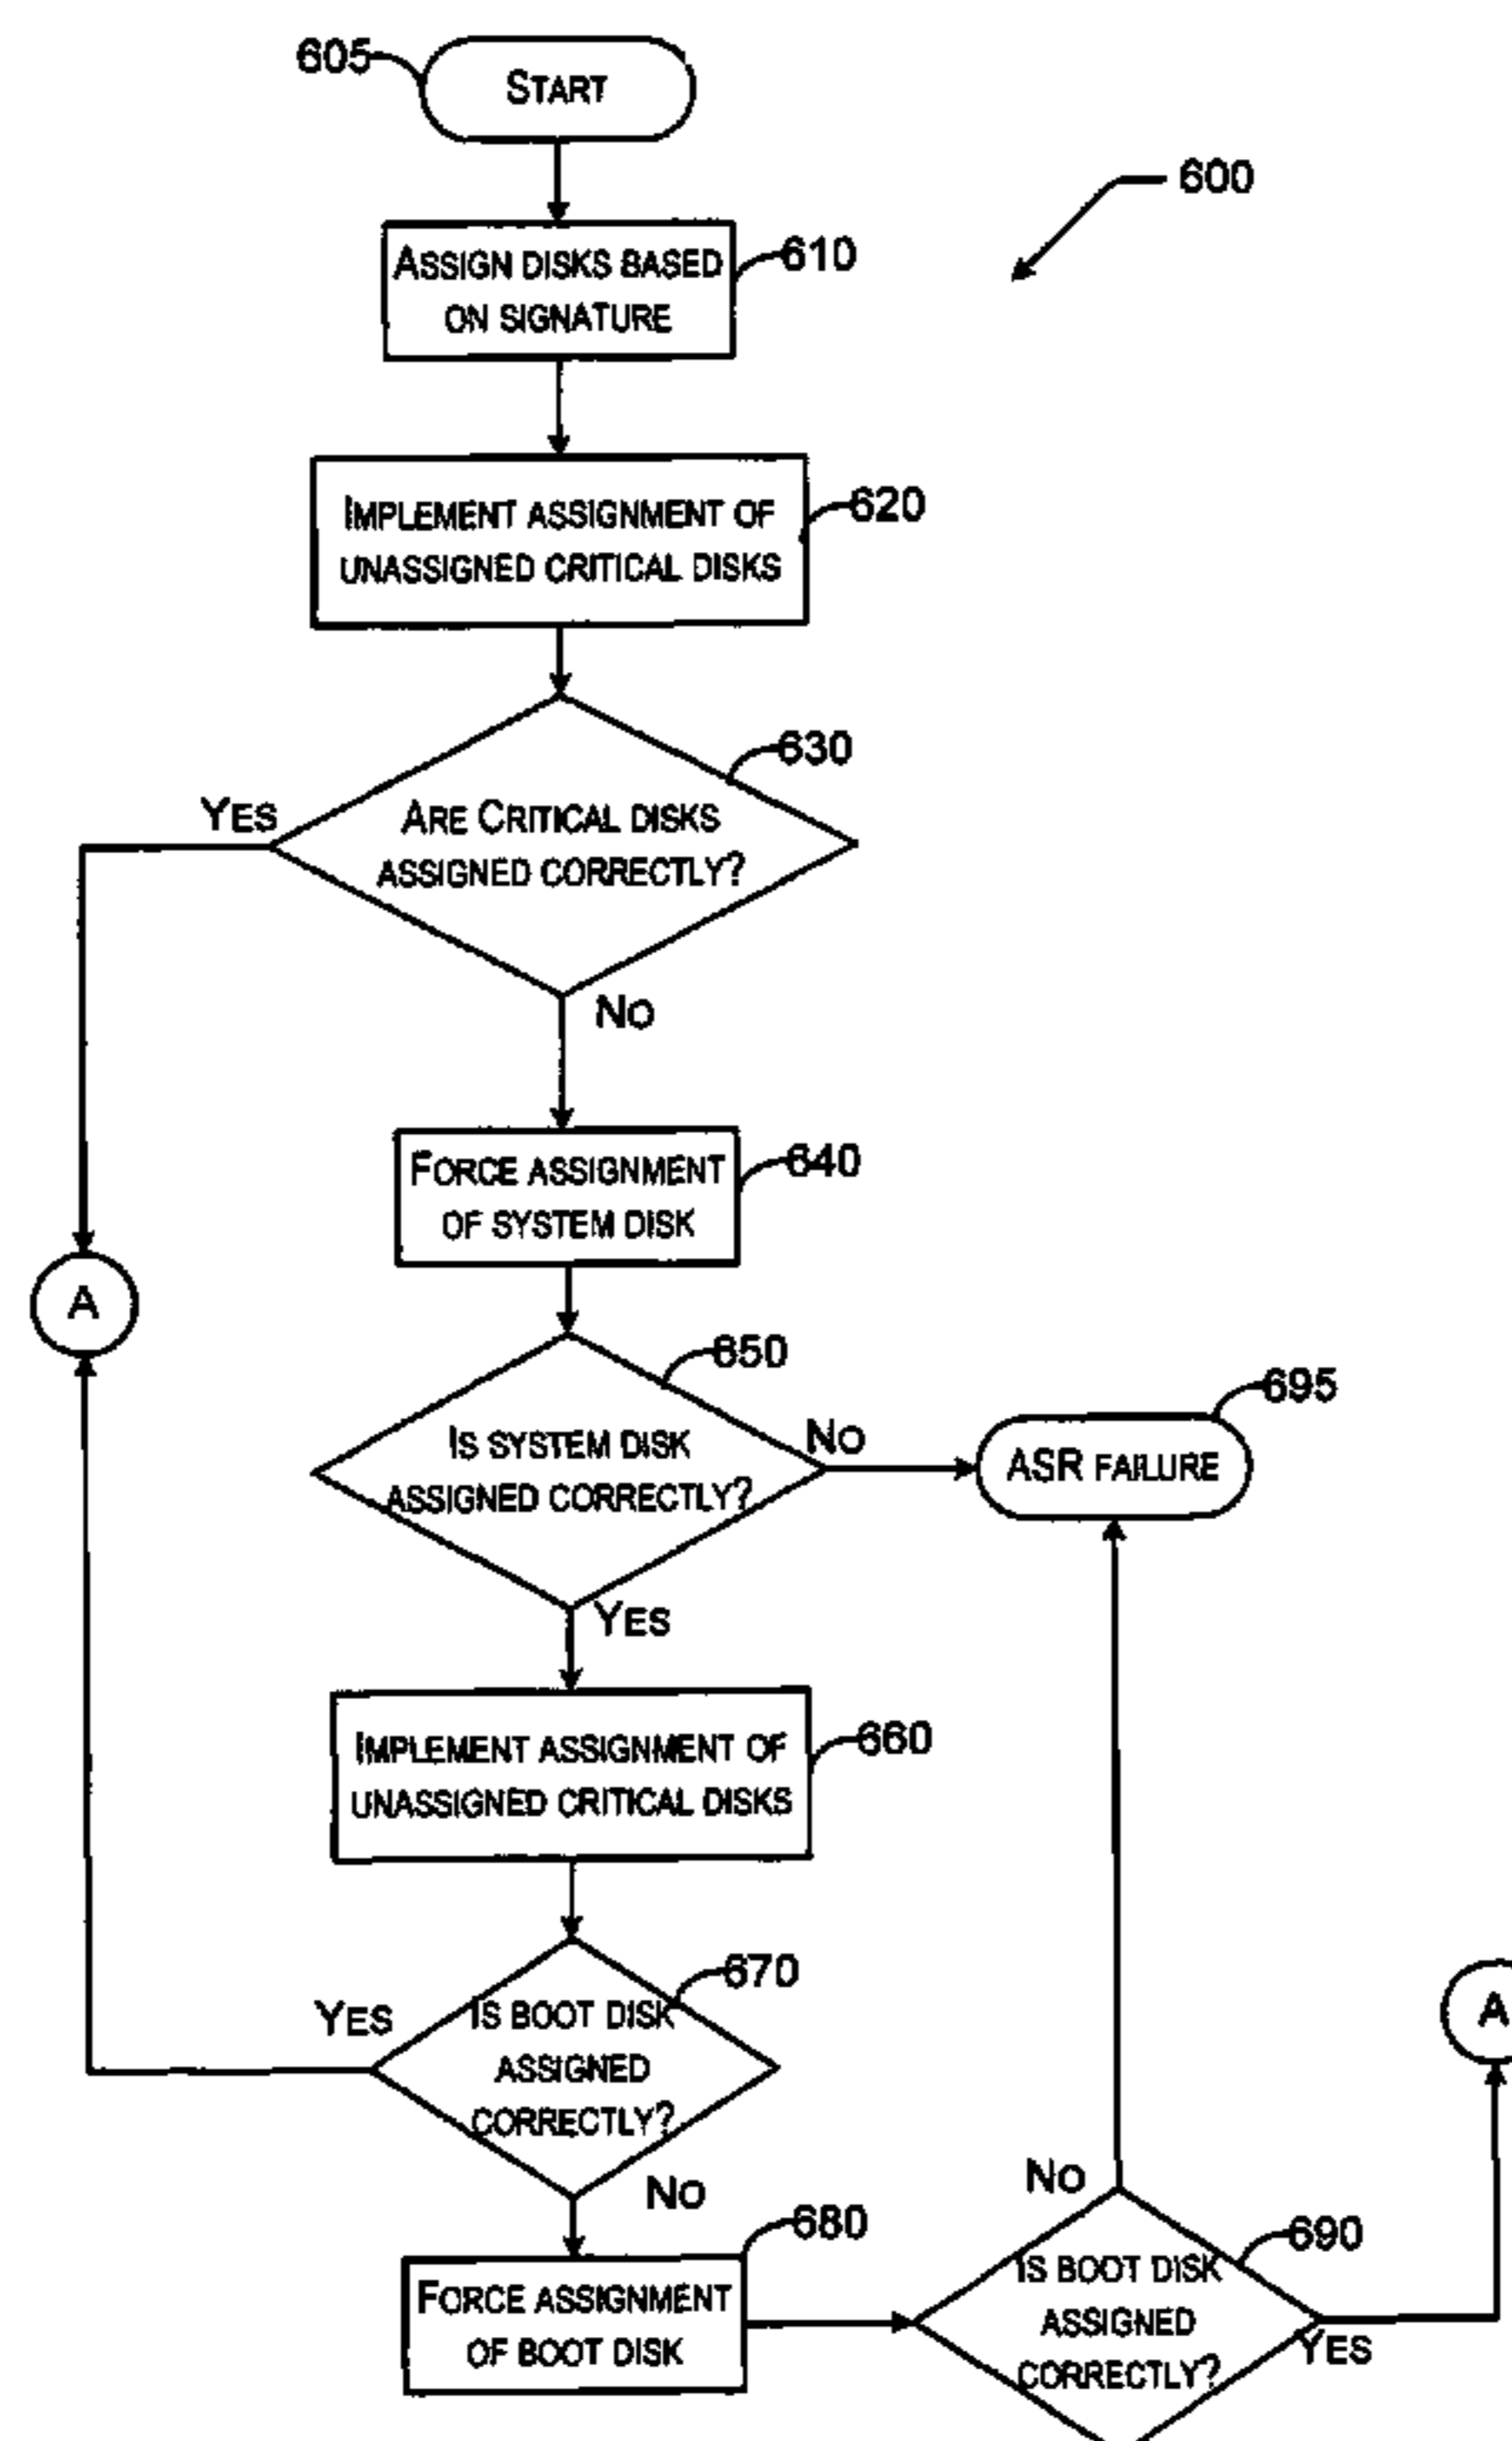 605
START
600
ASSIGN DISKS BASED
ON SIGNATURE
610
IMPLEMENT ASSIGNMENT OF
UNASSIGNED CRITICAL DISKS
620
630
YES
ARE CRITICAL DISKS
ASSIGNED CORRECTLY?
NO
FORCE ASSIGNMENT
OF SYSTEM DISK
640
A
650
IS SYSTEM DISK
ASSIGNED CORRECTLY?
NO
695
ASR FAILURE
YES
IMPLEMENT ASSIGNMENT OF
UNASSIGNED CRITICAL DISKS
660
670
YES
IS BOOT DISK
ASSIGNED
CORRECTLY?
A
NO
NO
680
FORCE ASSIGNMENT
OF BOOT DISK
690
IS BOOT DISK
ASSIGNED
CORRECTLY?
YES